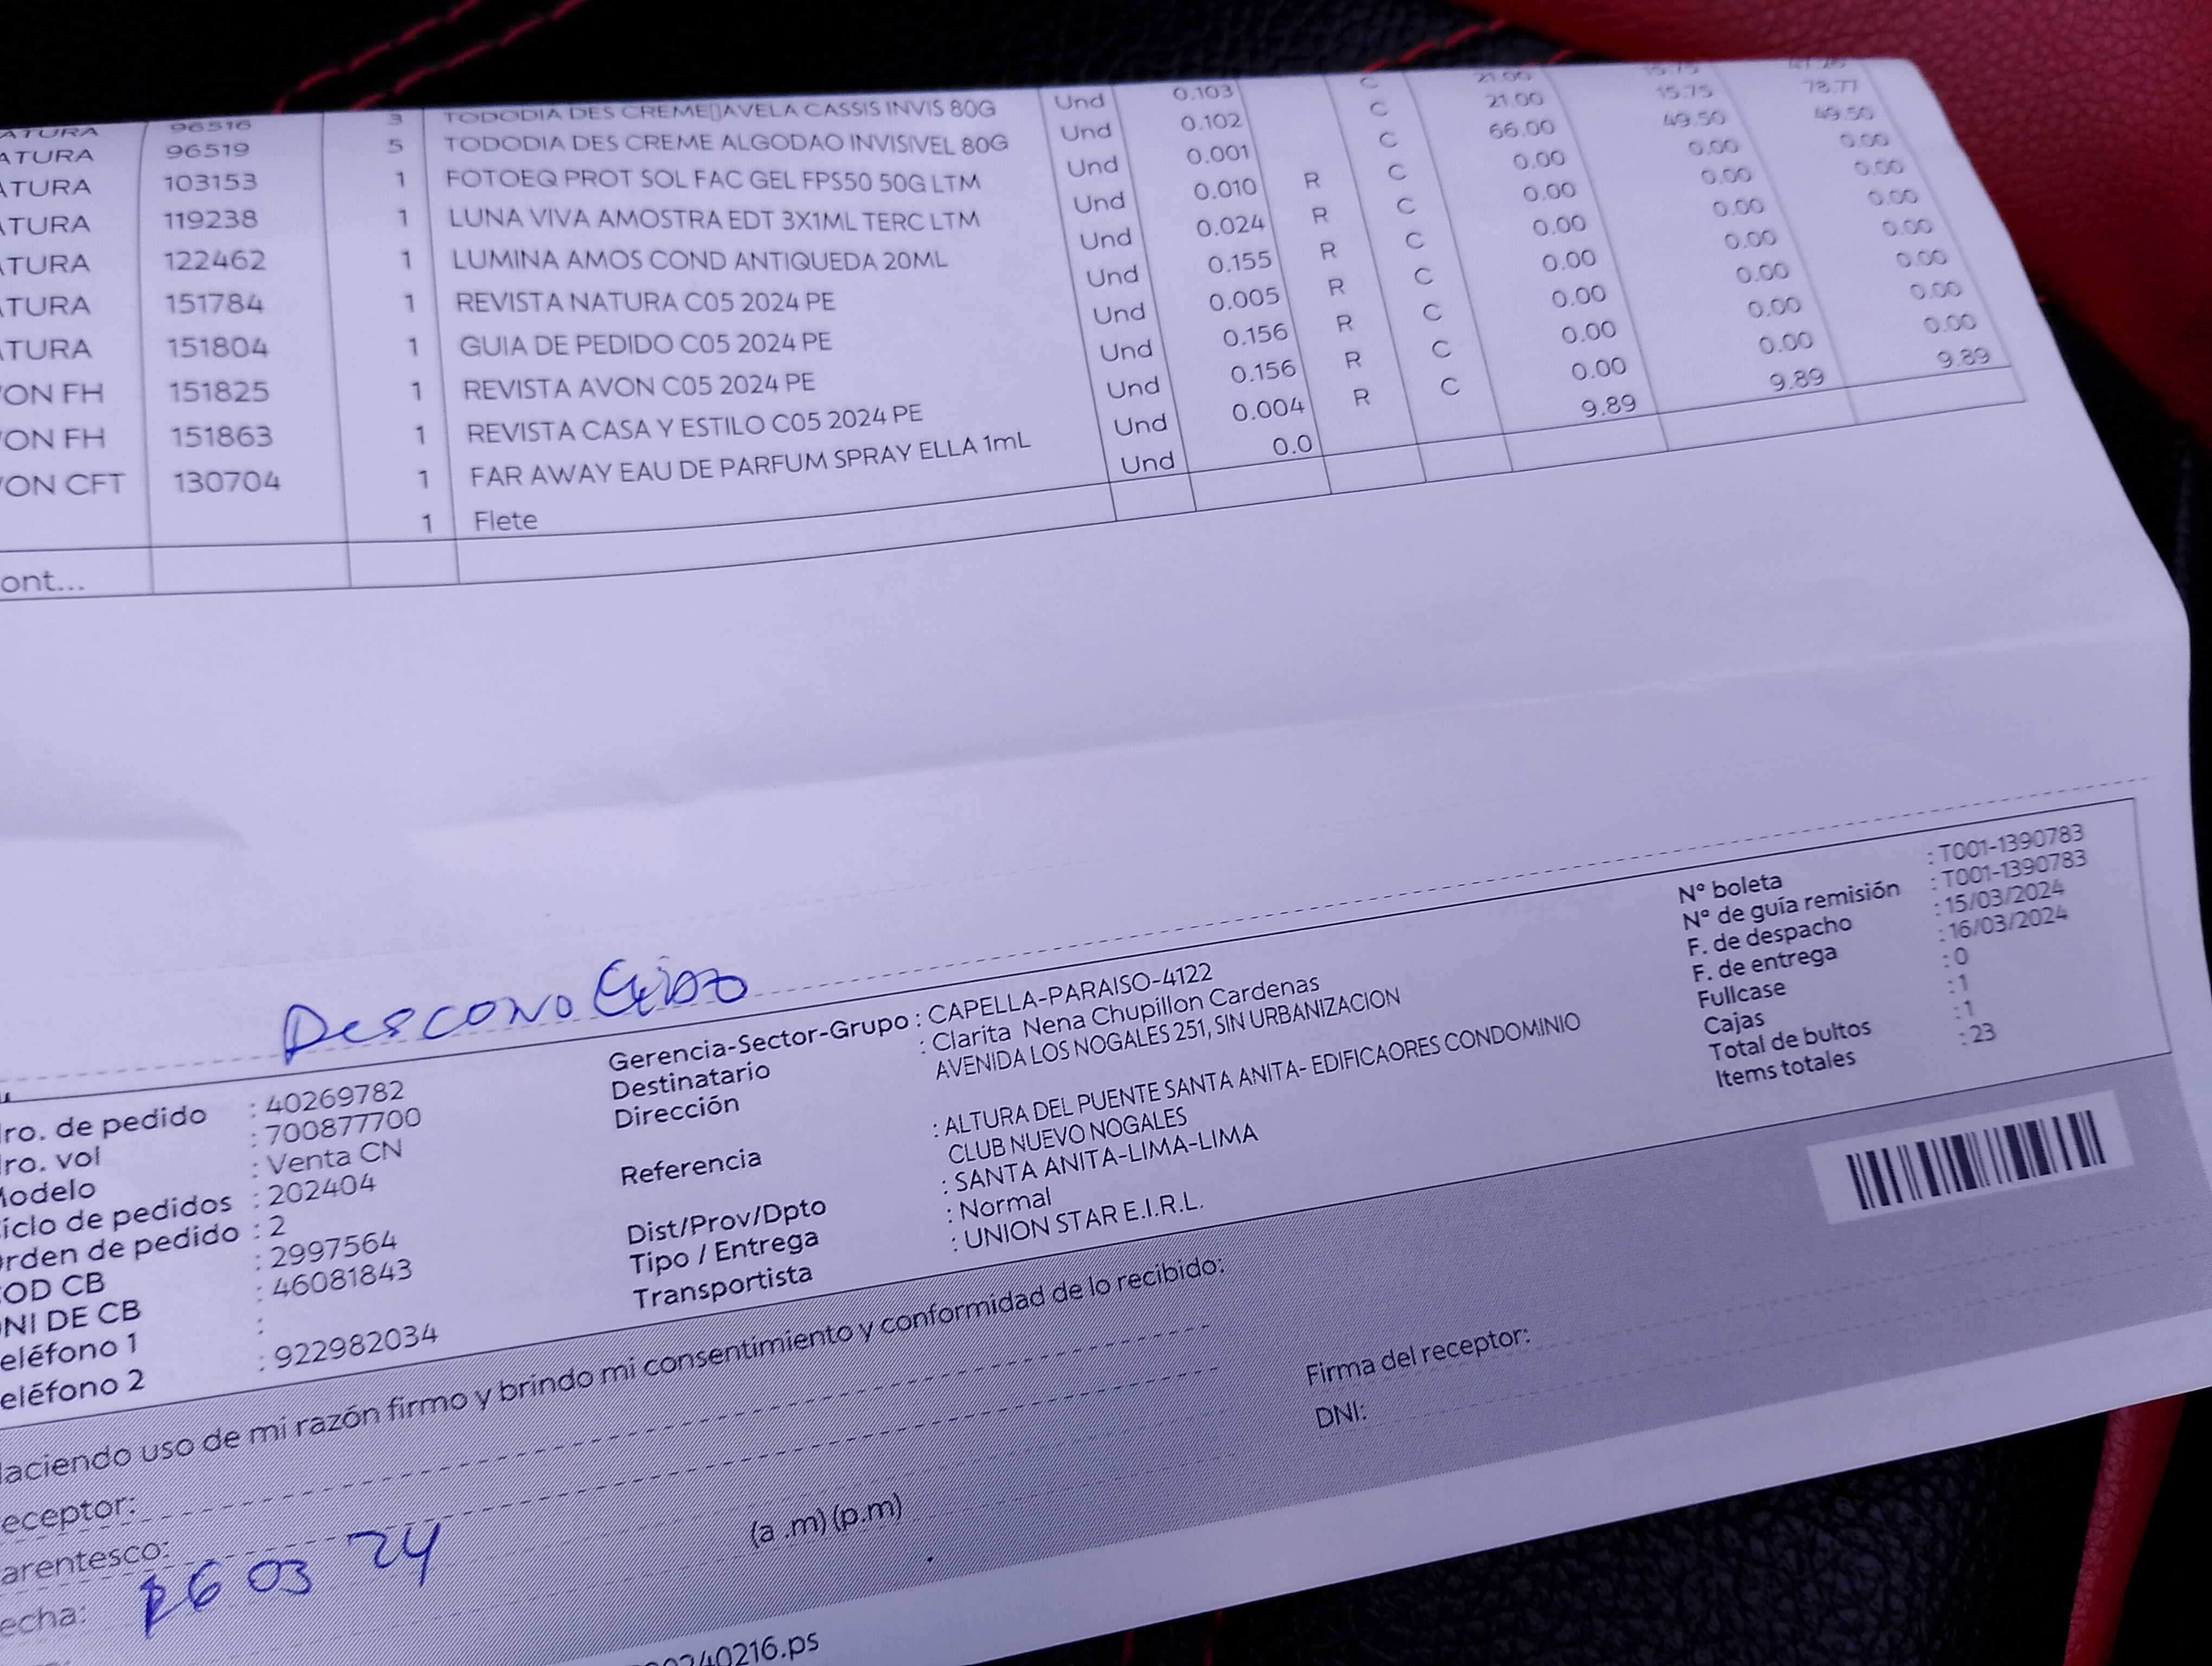 ATURA 96516 3 TODODIA DES CREME▯AVELA CASSIS INVIS 80G Und 0.103 C 21.00 15.75 47.26
ATURA 96519 5 TODODIA DES CREME ALGODAO INVISIVEL 80G Und 0.102 C 21.00 15.75 78.77
ATURA 103153 1 FOTOEQ PROT SOL FAC GEL FPS50 50G LTM Und 0.001 C 66.00 49.50 49.50
ATURA 119238 1 LUNA VIVA AMOSTRA EDT 3X1ML TERC LTM Und 0.010 R C 0.00 0.00 0.00
ATURA 122462 1 LUMINA AMOS COND ANTIQUEDA 20ML Und 0.024 R C 0.00 0.00 0.00
ATURA 151784 1 REVISTA NATURA C05 2024 PE Und 0.155 R C 0.00 0.00 0.00
ATURA 151804 1 GUIA DE PEDIDO C05 2024 PE Und 0.005 R C 0.00 0.00 0.00
ON FH 151825 1 REVISTA AVON C05 2024 PE Und 0.156 R C 0.00 0.00 0.00
ON FH 151863 1 REVISTA CASA Y ESTILO C05 2024 PE Und 0.156 R C 0.00 0.00 0.00
ON CFT 130704 1 FAR AWAY EAU DE PARFUM SPRAY ELLA 1mL Und 0.004 R C 0.00 0.00 0.00
1 Flete Und 0.0 9.89 9.89 9.89
ont...
Desconocido
ro. de pedido : 40269782
ro. vol : 700877700
odelo : Venta CN
iclo de pedidos : 202404
rden de pedido : 2
OD CB : 2997564
NI DE CB : 46081843
eléfono 1 :
eléfono 2 : 922982034
Gerencia-Sector-Grupo : CAPELLA-PARAISO-4122
Destinatario : Clarita Nena Chupillon Cardenas
Dirección AVENIDA LOS NOGALES 251, SIN URBANIZACION
Referencia : ALTURA DEL PUENTE SANTA ANITA- EDIFICAORES CONDOMINIO
CLUB NUEVO NOGALES
Dist/Prov/Dpto : SANTA ANITA-LIMA-LIMA
Tipo / Entrega : Normal
Transportista : UNION STAR E.I.R.L.
N° boleta : T001-1390783
N° de guía remisión : T001-1390783
F. de despacho : 15/03/2024
F. de entrega : 16/03/2024
Fullcase : 0
Cajas : 1
Total de bultos : 1
Items totales : 23
aciendo uso de mi razón firmo y brindo mi consentimiento y conformidad de lo recibido:
eceptor:
arentesco:
echa: 16 03 24
(a .m) (p.m)
Firma del receptor:
DNI:
0240216.ps